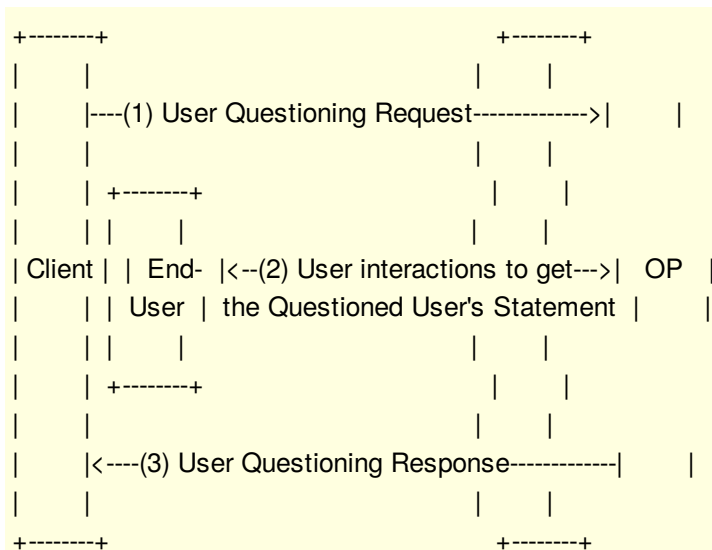 +--------+ +--------+
| | | |
| |----(1) User Questioning Request-------------->| |
| | | |
| | +--------+ | |
| | | | | |
| Client | | End- |<--(2) User interactions to get--->| OP |
| | | User | the Questioned User's Statement | |
| | | | | |
| | +--------+ | |
| | | |
| |<----(3) User Questioning Response-------------| |
| | | |
+--------+ +--------+